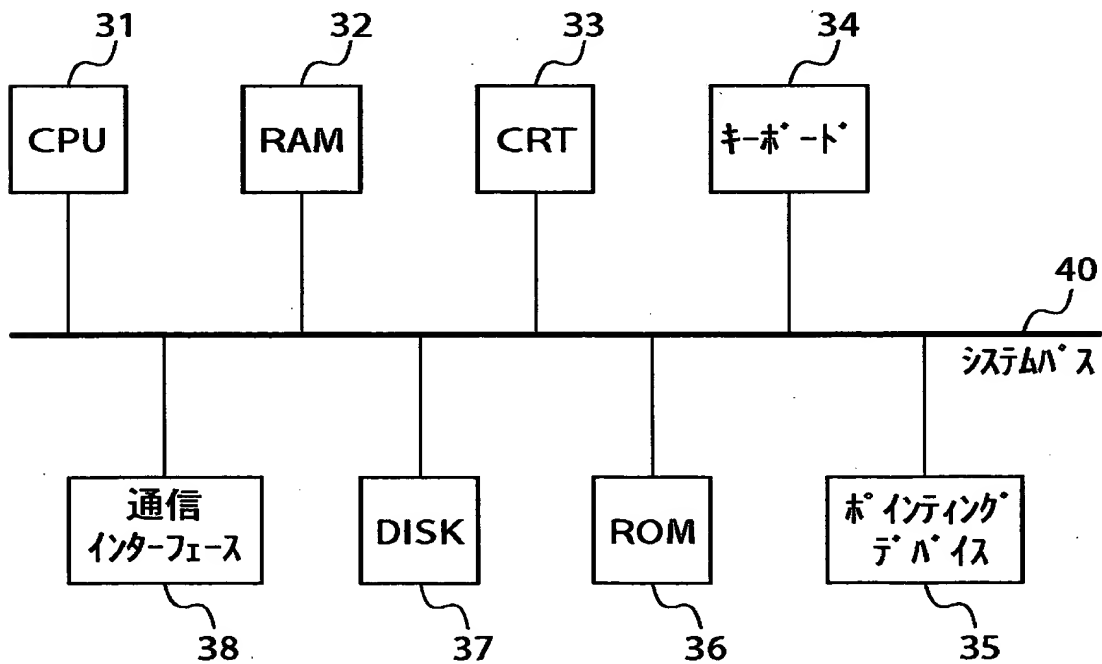 31
32
33
34
CPU
RAM
CRT
キーボード
40
システムバス
通信
インターフェース
DISK
ROM
ポインティング
デバイス
38
37
36
35